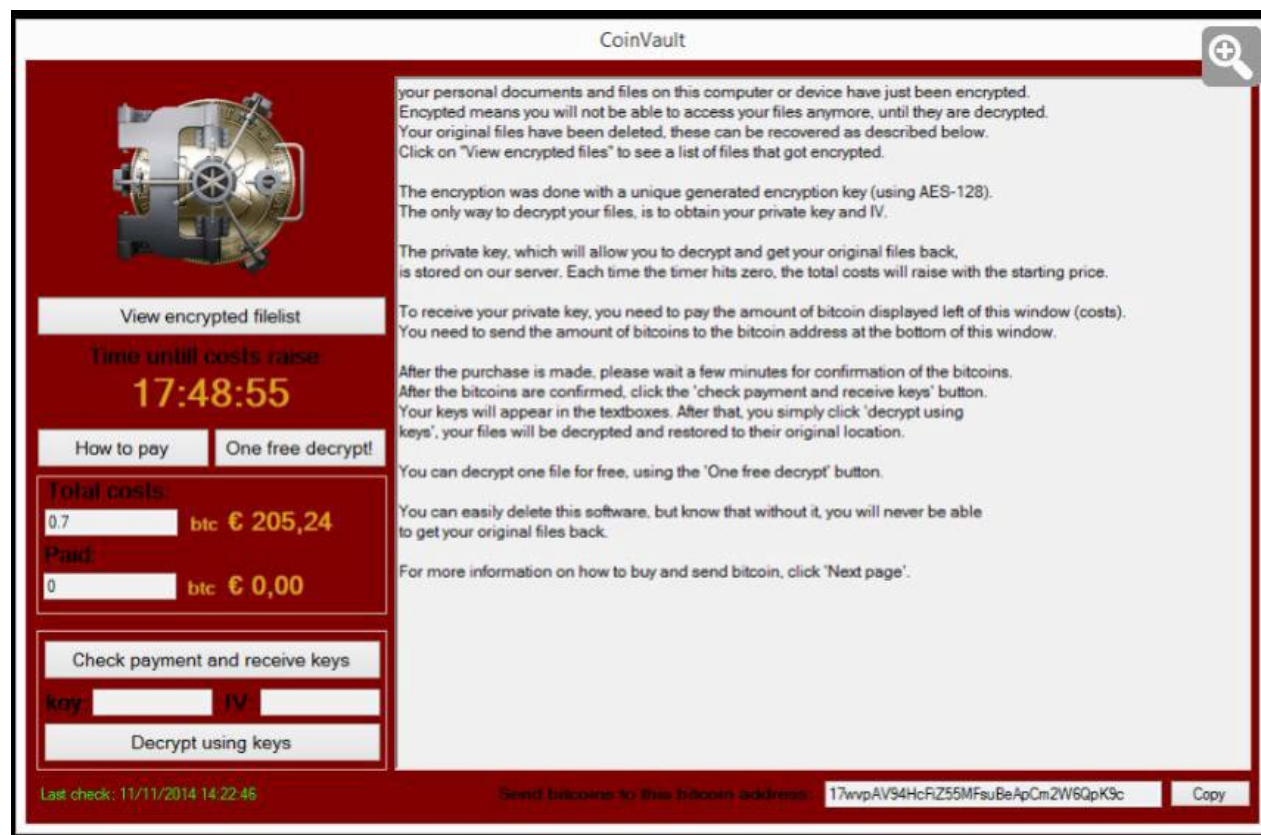 CoinVault
your personal documents and files on this computer or device have just been encrypted.
Encypted means you will not be able to access your files anymore, until they are decrypted.
Your original files have been deleted, these can be recovered as described below.
Click on "View encrypted files" to see a list of files that got encrypted.
The encryption was done with a unique generated encryption key (using AES-128).
The only way to decrypt your files, is to obtain your private key and IV.
The private key, which will allow you to decrypt and get your original files back,
is stored on our server. Each time the timer hits zero, the total costs will raise with the starting price.
To receive your private key, you need to pay the amount of bitcoin displayed left of this window (costs).
You need to send the amount of bitcoins to the bitcoin address at the bottom of this window.
After the purchase is made, please wait a few minutes for confirmation of the bitcoins.
After the bitcoins are confirmed, click the 'check payment and receive keys' button.
Your keys will appear in the textboxes. After that, you simply click 'decrypt using
keys', your files will be decrypted and restored to their original location.
You can decrypt one file for free, using the 'One free decrypt' button.
You can easily delete this software, but know that without it, you will never be able
to get your original files back.
For more information on how to buy and send bitcoin, click 'Next page'.
View encrypted filelist
Time untill costs raise
17:48:55
How to pay
One free decrypt!
Total costs:
0.7 btc € 205,24
Paid:
0 btc € 0,00
Check payment and receive keys
key: IV:
Decrypt using keys
Last check: 11/11/2014 14:22:46
Send bitcoins to this bitcoin address: 17wvpAV94HcFiZ55MFsuBeApCm2W6QpK9c
Copy